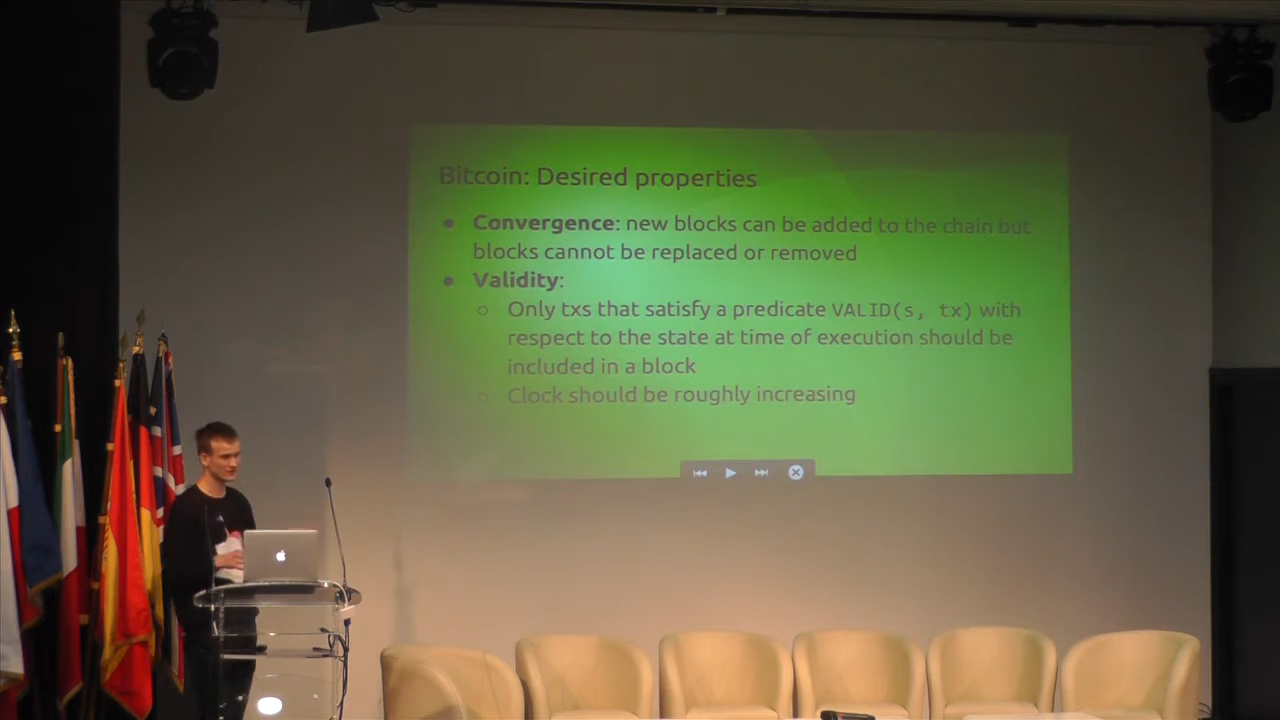 Bitcoin: Desired properties
● Convergence: new blocks can be added to the chain but
blocks cannot be replaced or removed
● Validity:
○ Only txs that satisfy a predicate VALID(s, tx) with
respect to the state at time of execution should be
included in a block
○ Clock should be roughly increasing